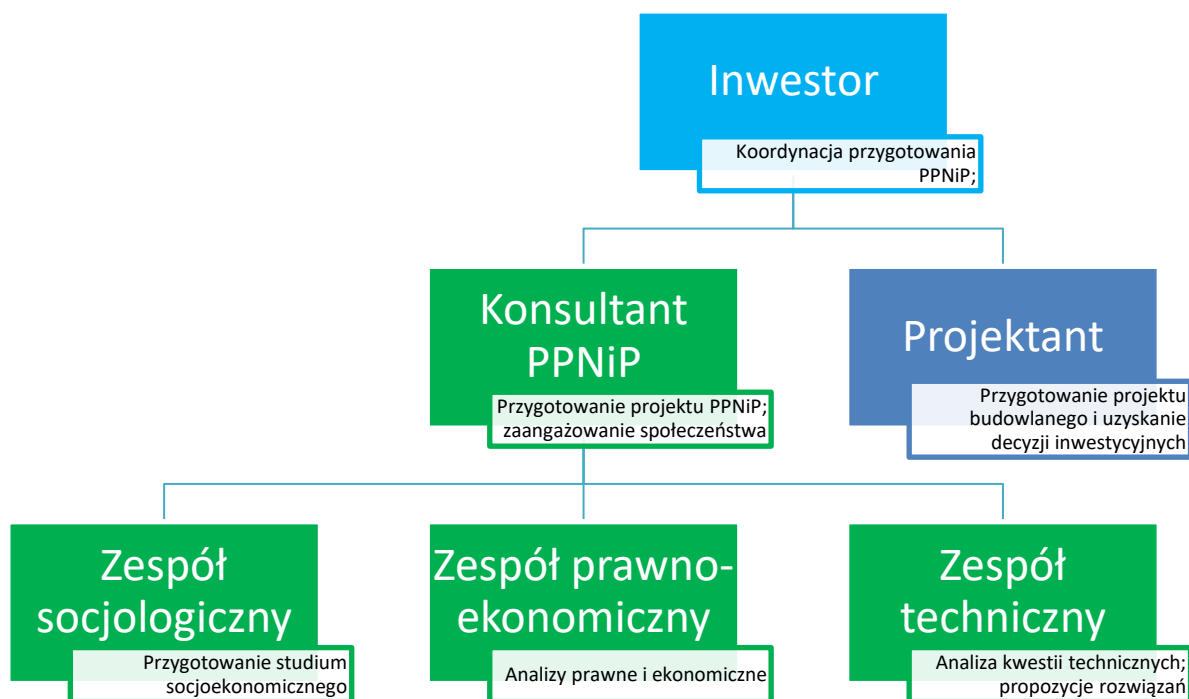 Inwestor
Koordynacja przygotowania
PPNiP;
Konsultant
PPNiP
Przygotowanie projektu PPNiP;
zaangażowanie społeczeństwa
Projektant
Przygotowanie projektu
budowlanego i uzyskanie
decyzji inwestycyjnych
Zespół
socjologiczny
Przygotowanie studium
socjoekonomicznego
Zespół prawno-
ekonomiczny
Analizy prawne i ekonomiczne
Zespół
techniczny
Analiza kwestii technicznych;
propozycje rozwiązań